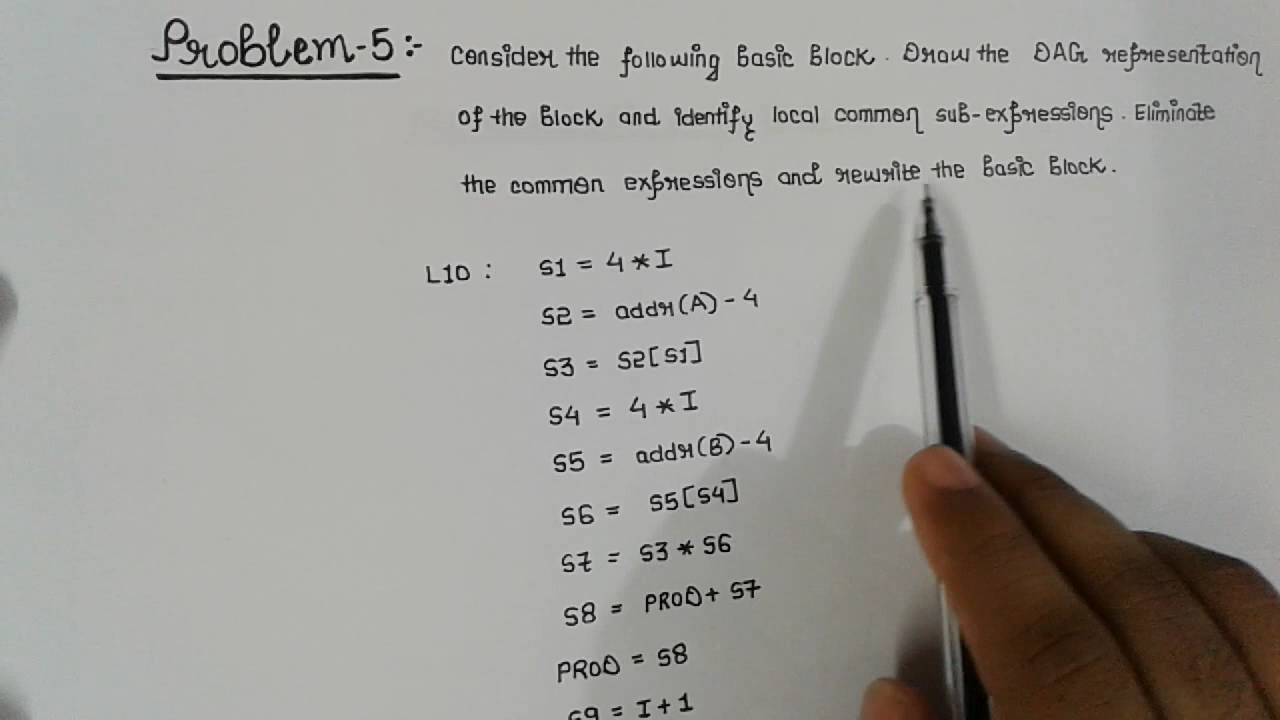 Problem-5:- Consider the following Basic Block. Draw the DAG representation
of the Block and identify local common sub-expressions. Eliminate
the common expressions and rewrite the Basic Block.
L10 : S1 = 4 * I
S2 = addr(A) - 4
S3 = S2[S1]
S4 = 4 * I
S5 = addr(B) - 4
S6 = S5[S4]
S7 = S3 * S6
S8 = PROD + S7
PROD = S8
S9 = I + 1